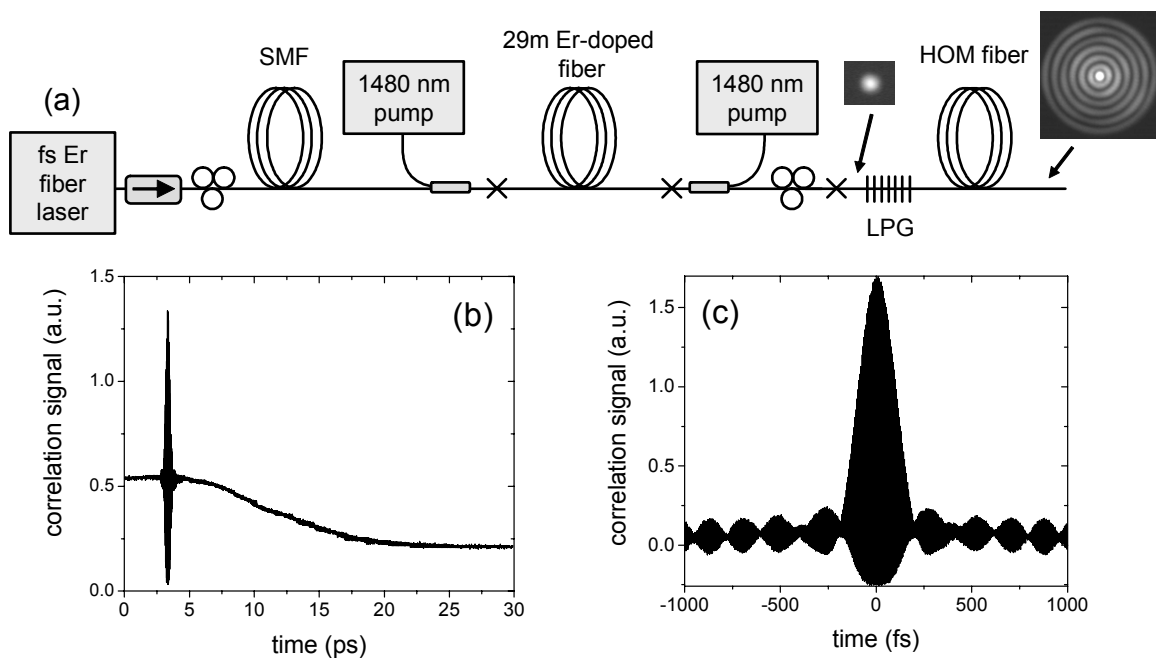 (a)
fs Er
fiber
laser
SMF
1480 nm
pump
29m Er-doped
fiber
1480 nm
pump
LPG
HOM fiber
(b)
correlation signal (a.u.)
1.5
1.0
0.5
0.0
0 5 10 15 20 25 30
time (ps)
(c)
correlation signal (a.u.)
1.5
1.0
0.5
0.0
-1000 -500 0 500 1000
time (fs)